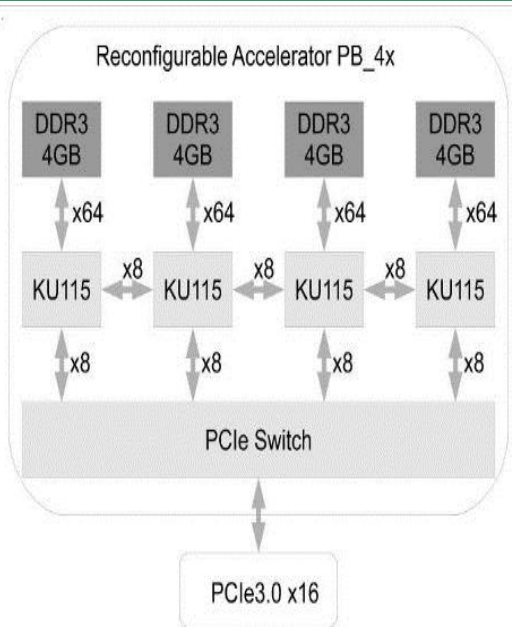 Reconfigurable Accelerator PB_4x
DDR3 DDR3 DDR3 DDR3
4GB 4GB 4GB 4GB
x64 x64 x64 x64
x8 x8 x8
KU115 KU115 KU115 KU115
x8 x8 x8 x8
PCIe Switch
PCIe3.0 x16